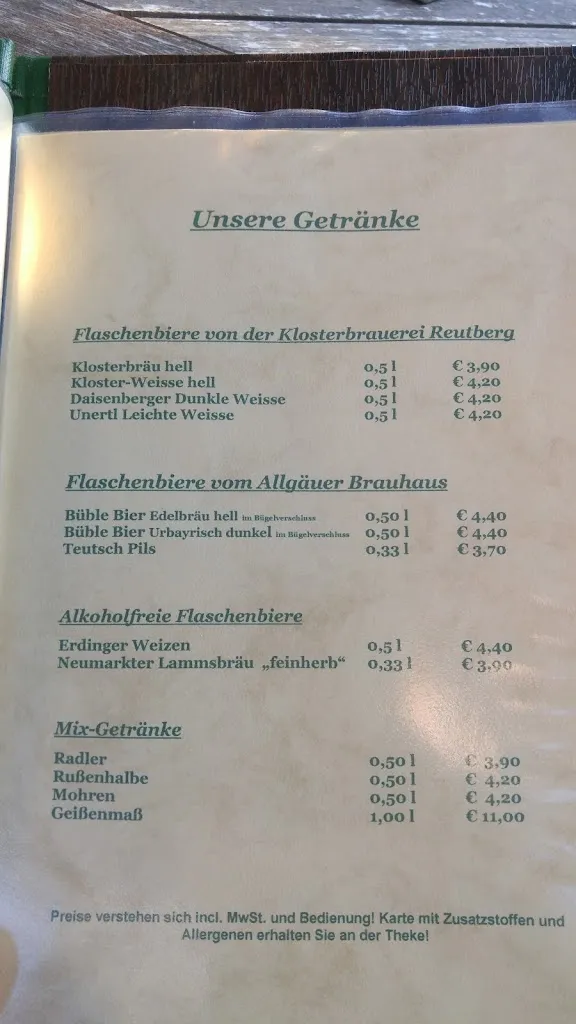 Unsere Getränke
Flaschenbiere von der Klosterbrauerei Reutberg
Klosterbräu hell 0,5 l € 3,90
Kloster-Weisse hell 0,5 l € 4,20
Daisenberger Dunkle Weisse 0,5 l € 4,20
Unertl Leichte Weisse 0,5 l € 4,20
Flaschenbiere vom Allgäuer Brauhaus
Büble Bier Edelbräu hell im Bügelverschluss 0,50 l € 4,40
Büble Bier Urbayrisch dunkel im Bügelverschluss 0,50 l € 4,40
Teutsch Pils 0,33 l € 3,70
Alkoholfreie Flaschenbiere
Erdinger Weizen 0,5 l € 4,40
Neumarkter Lammsbräu „feinherb“ 0,33 l € 3,90
Mix-Getränke
Radler 0,50 l € 3,90
Rußenhalbe 0,50 l € 4,20
Mohren 0,50 l € 4,20
Geißenmaß 1,00 l € 11,00
Preise verstehen sich incl. MwSt. und Bedienung! Karte mit Zusatzstoffen und
Allergenen erhalten Sie an der Theke!